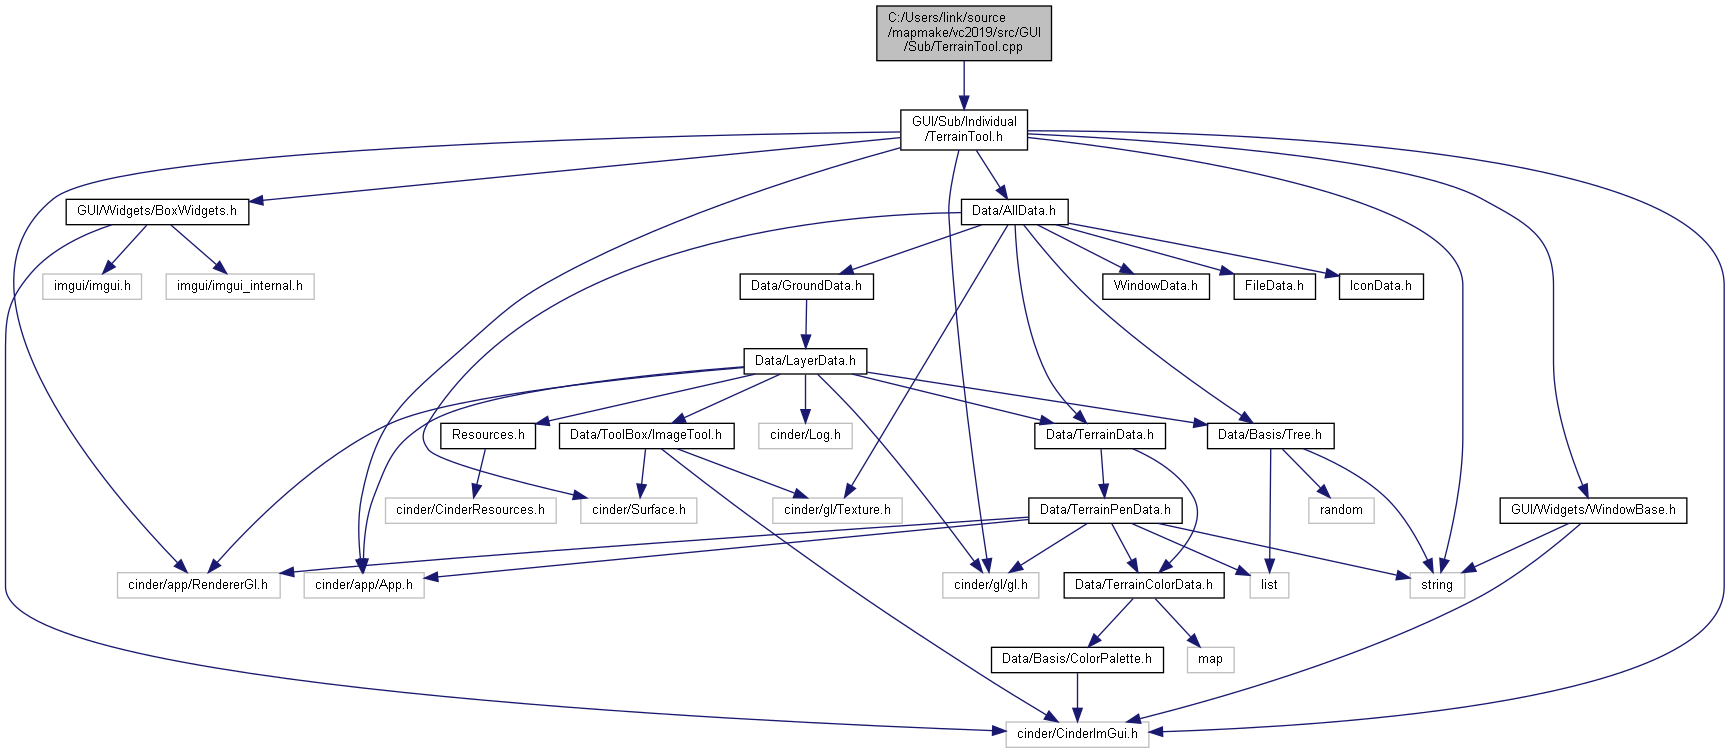 C:/Users/link/source
/mapmake/vc2019/src/GUI
/Sub/TerrainTool.cpp
GUI/Sub/Individual
/TerrainTool.h
GUI/Widgets/BoxWidgets.h
Data/AllData.h
imgui/imgui.h
imgui/imgui_internal.h
Data/GroundData.h
WindowData.h
FileData.h
IconData.h
Data/LayerData.h
Resources.h
Data/ToolBox/ImageTool.h
cinder/Log.h
Data/TerrainData.h
Data/Basis/Tree.h
cinder/CinderResources.h
cinder/Surface.h
cinder/gl/Texture.h
Data/TerrainPenData.h
random
GUI/Widgets/WindowBase.h
cinder/app/RendererGl.h
cinder/app/App.h
cinder/gl/gl.h
Data/TerrainColorData.h
list
string
Data/Basis/ColorPalette.h
map
cinder/CinderImGui.h